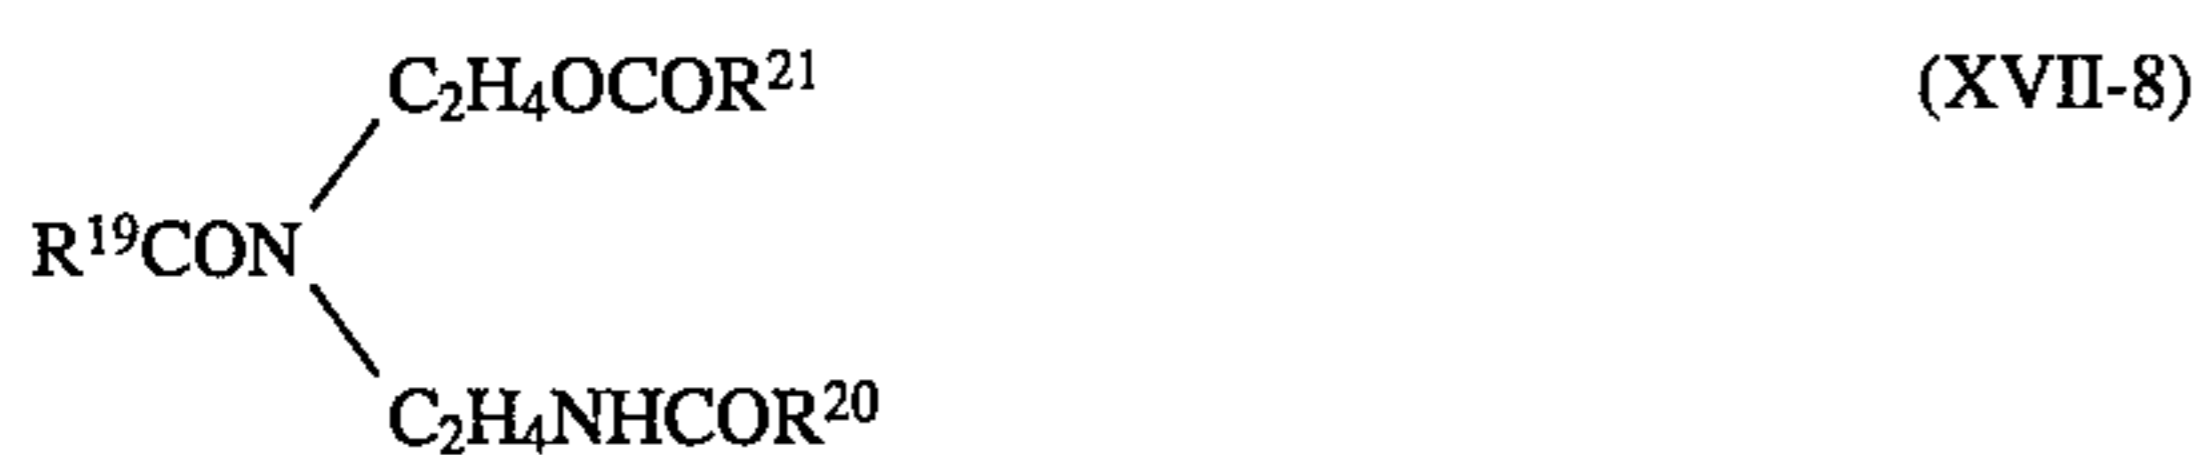 C₂H₄OCOR²¹ (XVII-8)
R¹⁹CON
C₂H₄NHCOR²⁰